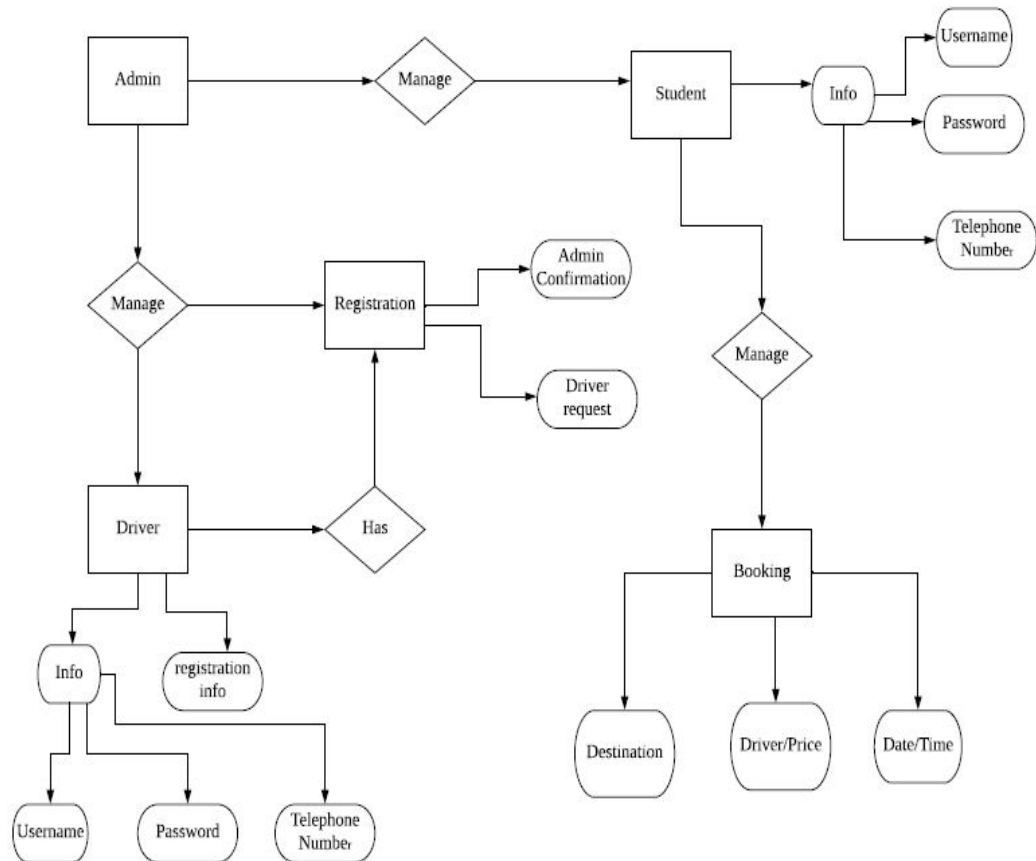 Username
Admin
Manage
Student
Info
Password
Telephone
Number
Admin
Confirmation
Manage
Registration
Manage
Driver
request
Driver
Has
Booking
Info
registration
info
Destination
Driver/Price
Date/Time
Username
Password
Telephone
Number